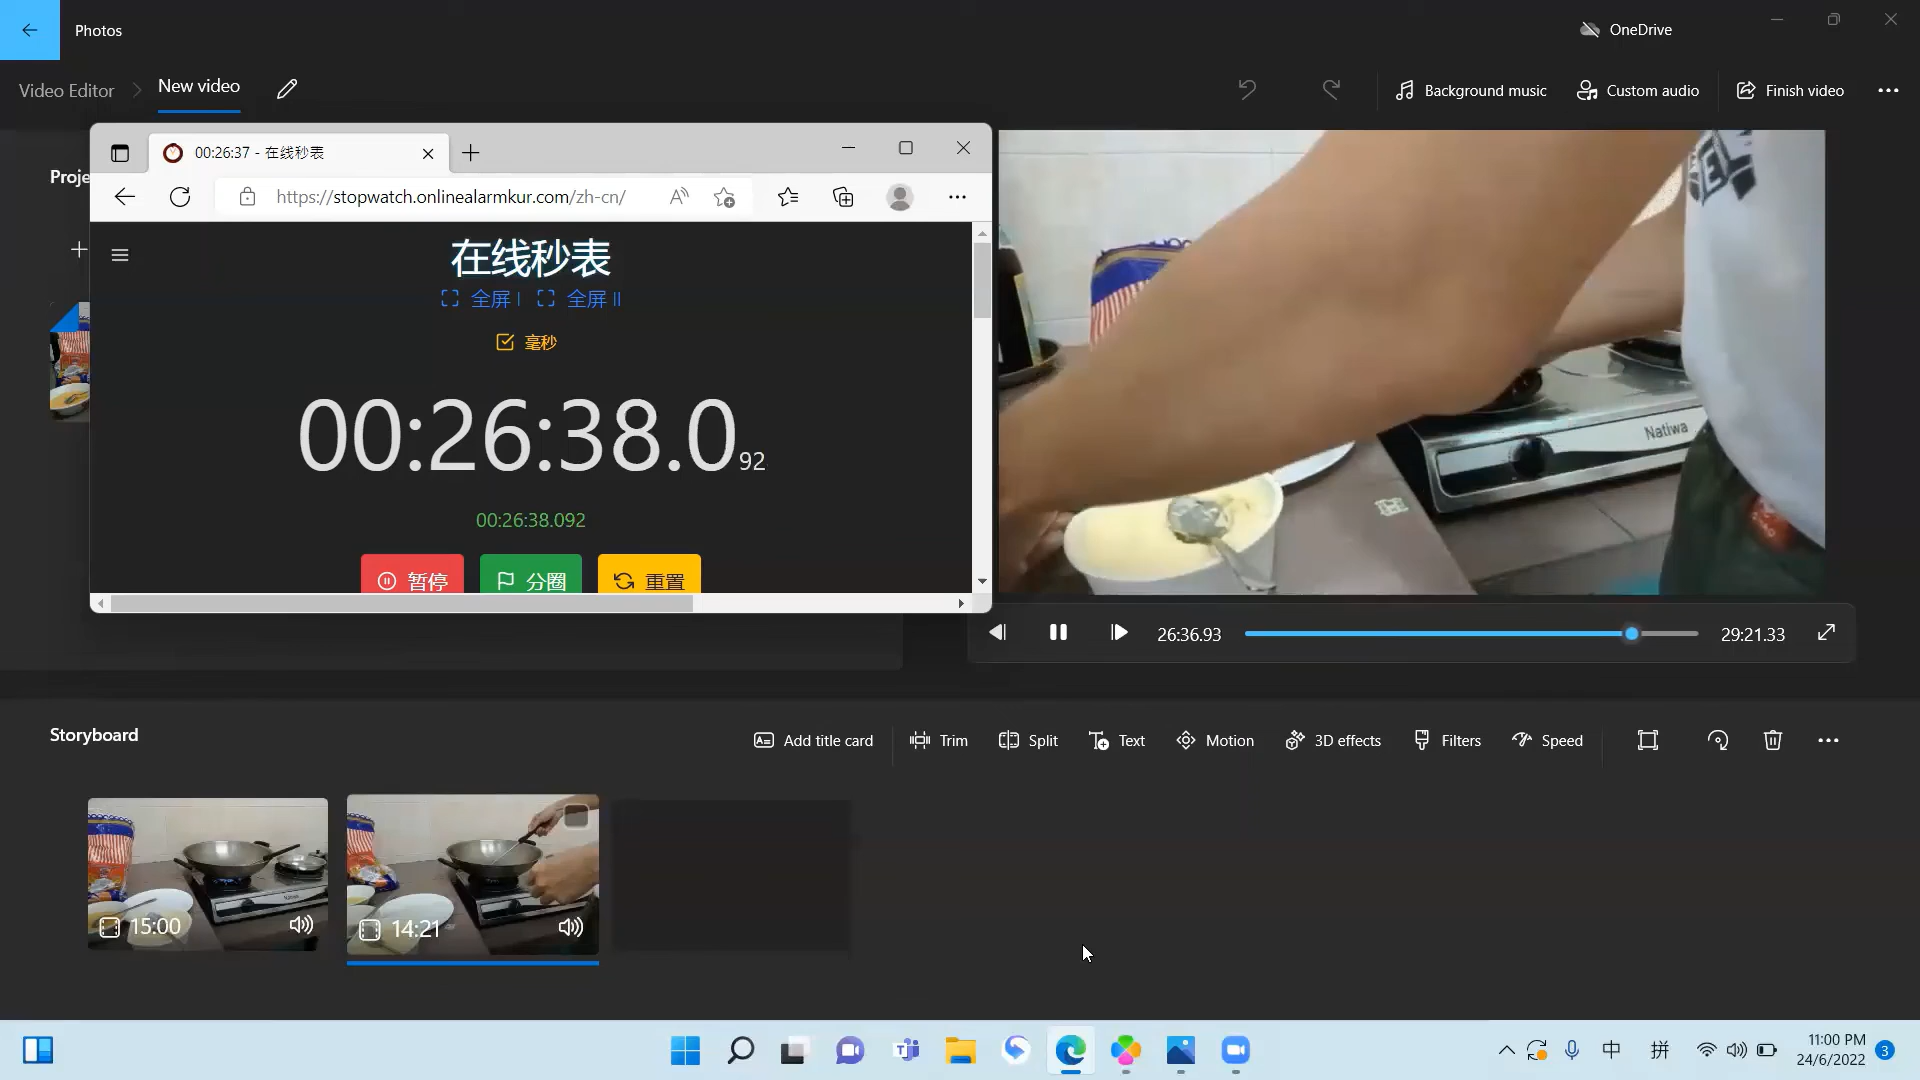 Photos
OneDrive
Video Editor
New video
Background music
Custom audio
Finish video
00:26:37 - 在线秒表
https://stopwatch.onlinealarmkur.com/zh-cn/
Proje
在线秒表
全屏 I
全屏 II
毫秒
00:26:38.092
00:26:38.092
暂停
分圈
重置
Natiwa
26:36.93
29:21.33
Storyboard
Add title card
Trim
Split
Text
Motion
3D effects
Filters
Speed
15:00
14:21
中
拼
11:00 PM
24/6/2022
3